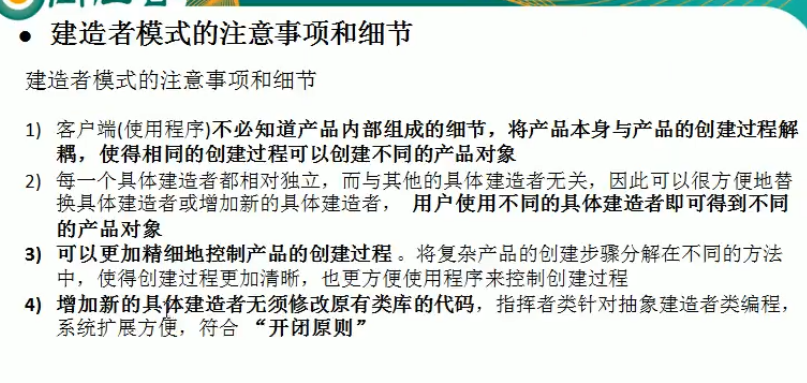 ● 建造者模式的注意事项和细节
建造者模式的注意事项和细节
1) 客户端(使用程序)不必知道产品内部组成的细节，将产品本身与产品的创建过程解
耦，使得相同的创建过程可以创建不同的产品对象
2) 每一个具体建造者都相对独立，而与其他的具体建造者无关，因此可以很方便地替
换具体建造者或增加新的具体建造者， 用户使用不同的具体建造者即可得到不同
的产品对象
3) 可以更加精细地控制产品的创建过程 。将复杂产品的创建步骤分解在不同的方法
中，使得创建过程更加清晰，也更方便使用程序来控制创建过程
4) 增加新的具体建造者无须修改原有类库的代码，指挥者类针对抽象建造者类编程，
系统扩展方便，符合 “开闭原则”